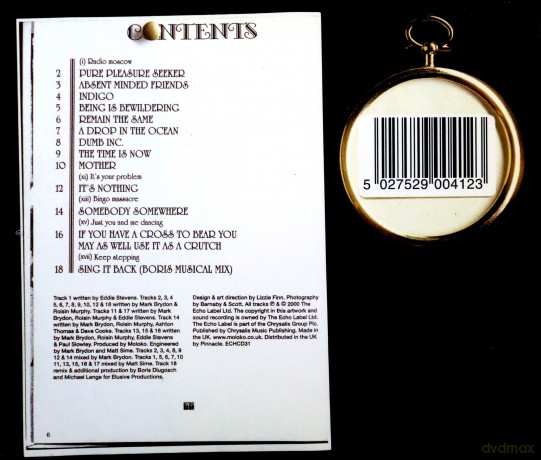 CONTENTS
(i) Radio moscow
2 PURE PLEASURE SEEKER
3 ABSENT MINDED FRIENDS
4 INDIGO
5 BEING IS BEWILDERING
6 REMAIN THE SAME
7 A DROP IN THE OCEAN
8 DUMB INC.
9 THE TIME IS NOW
10 MOTHER
(xi) It's your problem
12 IT'S NOTHING
(xiii) Bingo massacre
14 SOMEBODY SOMEWHERE
(xv) Just you and me dancing
16 IF YOU HAVE A CROSS TO BEAR YOU
MAY AS WELL USE IT AS A CRUTCH
(xvii) Keep stepping
18 SING IT BACK (BORIS MUSICAL MIX)
Track 1 written by Eddie Stevens. Tracks 2, 3, 4
5, 6, 7, 8, 9, 10, 12 & 18 written by Mark Brydon &
Roisin Murphy. Tracks 11 & 17 written by Mark
Brydon, Roisin Murphy & Eddie Stevens. Track 14
written by Mark Brydon, Roisin Murphy, Ashton
Thomas & Dave Cooke. Tracks 13, 15 & 16 written
by Mark Brydon, Roisin Murphy, Eddie Stevens
& Paul Slowley. Produced by Moloko. Engineered
by Mark Brydon and Matt Sime. Tracks 2, 3, 4, 8, 9
12 & 14 mixed by Mark Brydon. Tracks 1, 5, 6, 7, 10
11, 13, 15, 16 & 17 mixed by Matt Sime. Track 18
remix & additional production by Boris Dlugosch
and Michael Lange for Elusive Productions.
Design & art direction by Lizzie Finn. Photography
by Barnaby & Scott. All tracks ℗ & © 2000 The
Echo Label Ltd. The copyright in this artwork and
sound recording is owned by The Echo Label Ltd.
The Echo Label is part of the Chrysalis Group Plc.
Published by Chrysalis Music Publishing. Made in
the UK. www.moloko.co.uk. Distributed in the UK
by Pinnacle. ECHCD31
6
5 027529 004123
dvdmax